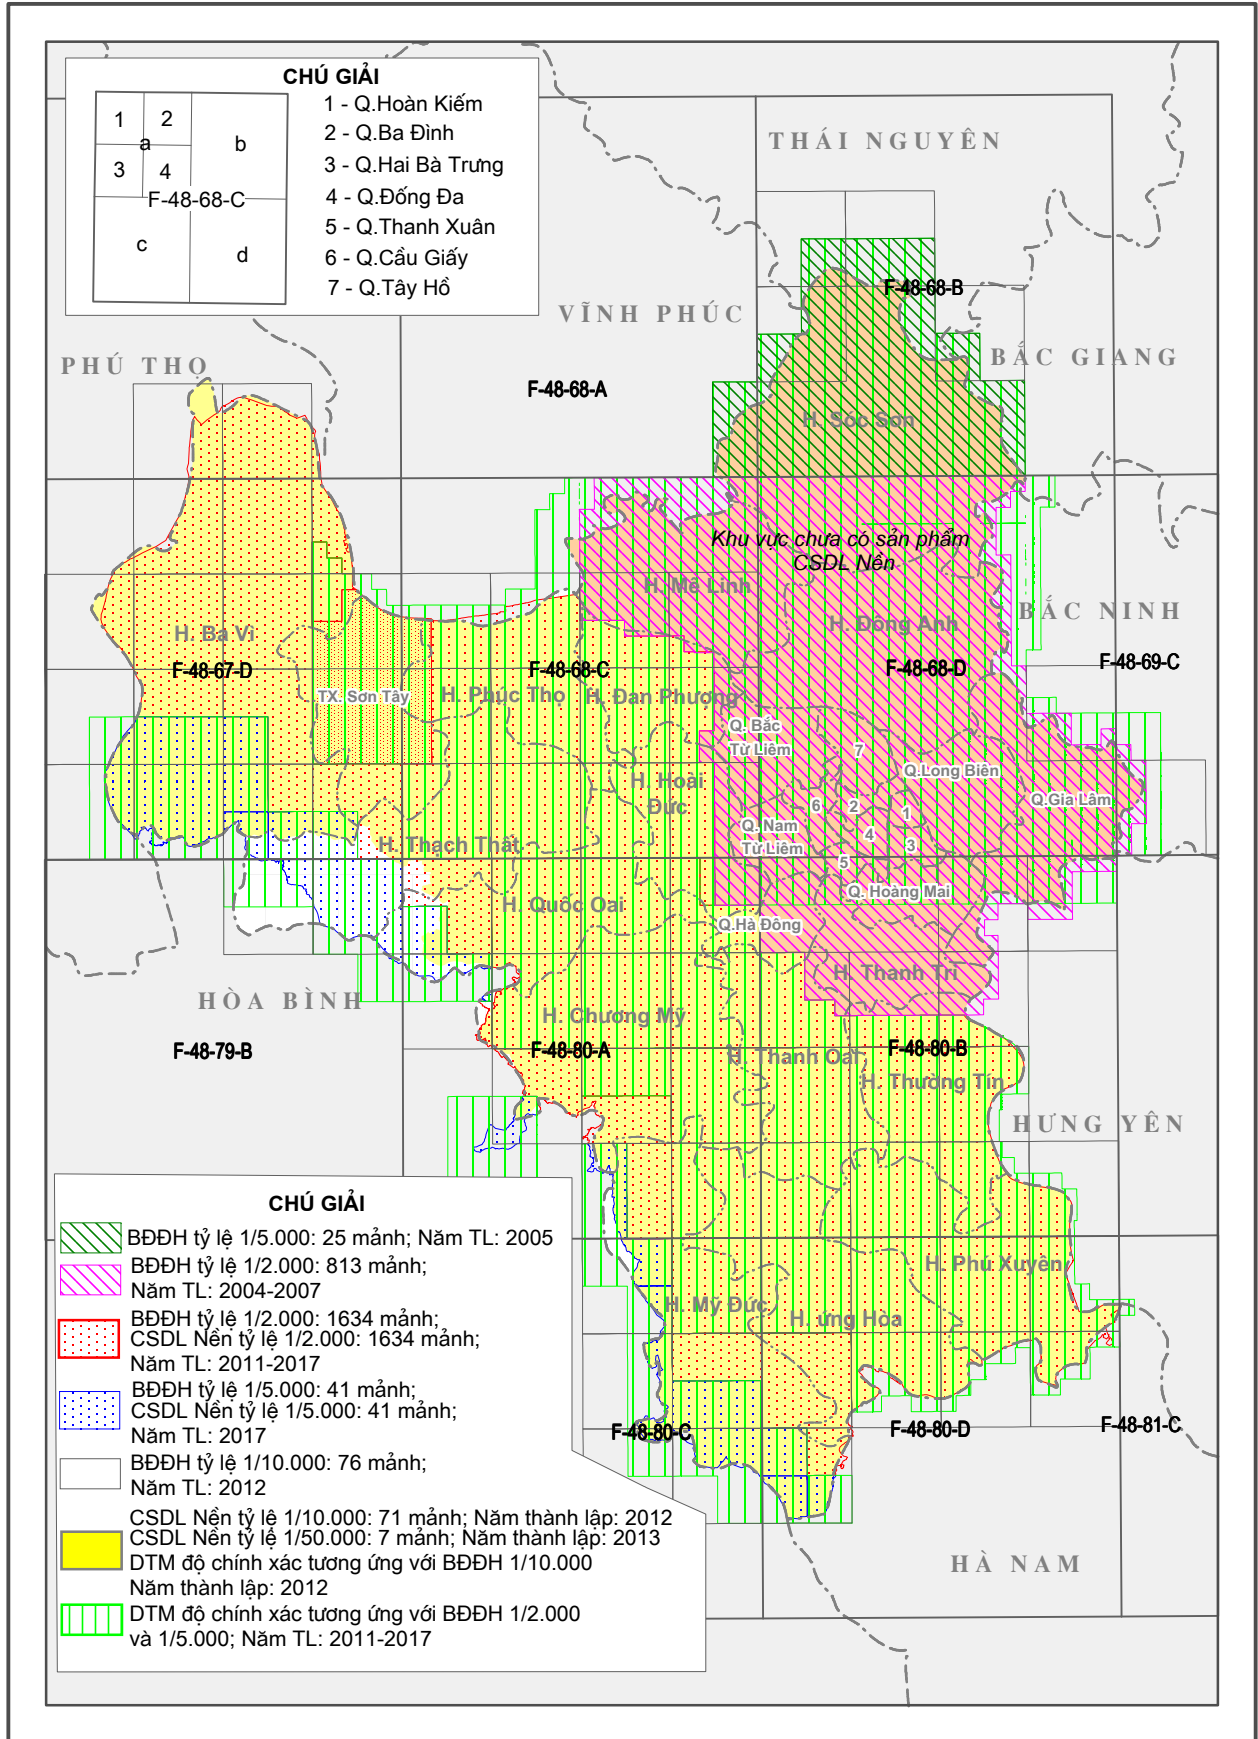 CHÚ GIẢI
1 2
a b
3 4
F-48-68-C
c d
1 - Q.Hoàn Kiếm
2 - Q.Ba Đình
3 - Q.Hai Bà Trưng
4 - Q.Đống Đa
5 - Q.Thanh Xuân
6 - Q.Cầu Giấy
7 - Q.Tây Hồ
THÁI NGUYÊN
F-48-68-B
VĨNH PHÚC
BẮC GIANG
PHÚ THỌ
F-48-68-A
H. Sóc Sơn
Khu vực chưa có sản phẩm
CSDL Nền
H. Mê Linh
BẮC NINH
H. Đông Anh
H. Ba Vì
F-48-67-D
F-48-68-C
F-48-68-D
F-48-69-C
TX. Sơn Tây
H. Phúc Thọ
H. Đan Phượng
Q. Bắc
Từ Liêm
7
Q.Long Biên
H. Hoài
Đức
6
2
1
Q.Gia Lâm
Q. Nam
Từ Liêm
4
3
5
H. Thạch Thất
Q. Hoàng Mai
H. Quốc Oai
Q.Hà Đông
H. Thanh Trì
HÒA BÌNH
H. Chương Mỹ
F-48-79-B
F-48-80-A
H. Thanh Oai
F-48-80-B
H. Thường Tín
HƯNG YÊN
H. Phú Xuyên
H. Mỹ Đức
H. ứng Hòa
F-48-80-C
F-48-80-D
F-48-81-C
HÀ NAM
CHÚ GIẢI
BĐĐH tỷ lệ 1/5.000: 25 mảnh; Năm TL: 2005
BĐĐH tỷ lệ 1/2.000: 813 mảnh;
Năm TL: 2004-2007
BĐĐH tỷ lệ 1/2.000: 1634 mảnh;
CSDL Nền tỷ lệ 1/2.000: 1634 mảnh;
Năm TL: 2011-2017
BĐĐH tỷ lệ 1/5.000: 41 mảnh;
CSDL Nền tỷ lệ 1/5.000: 41 mảnh;
Năm TL: 2017
BĐĐH tỷ lệ 1/10.000: 76 mảnh;
Năm TL: 2012
CSDL Nền tỷ lệ 1/10.000: 71 mảnh; Năm thành lập: 2012
CSDL Nền tỷ lệ 1/50.000: 7 mảnh; Năm thành lập: 2013
DTM độ chính xác tương ứng với BĐĐH 1/10.000
Năm thành lập: 2012
DTM độ chính xác tương ứng với BĐĐH 1/2.000
và 1/5.000; Năm TL: 2011-2017